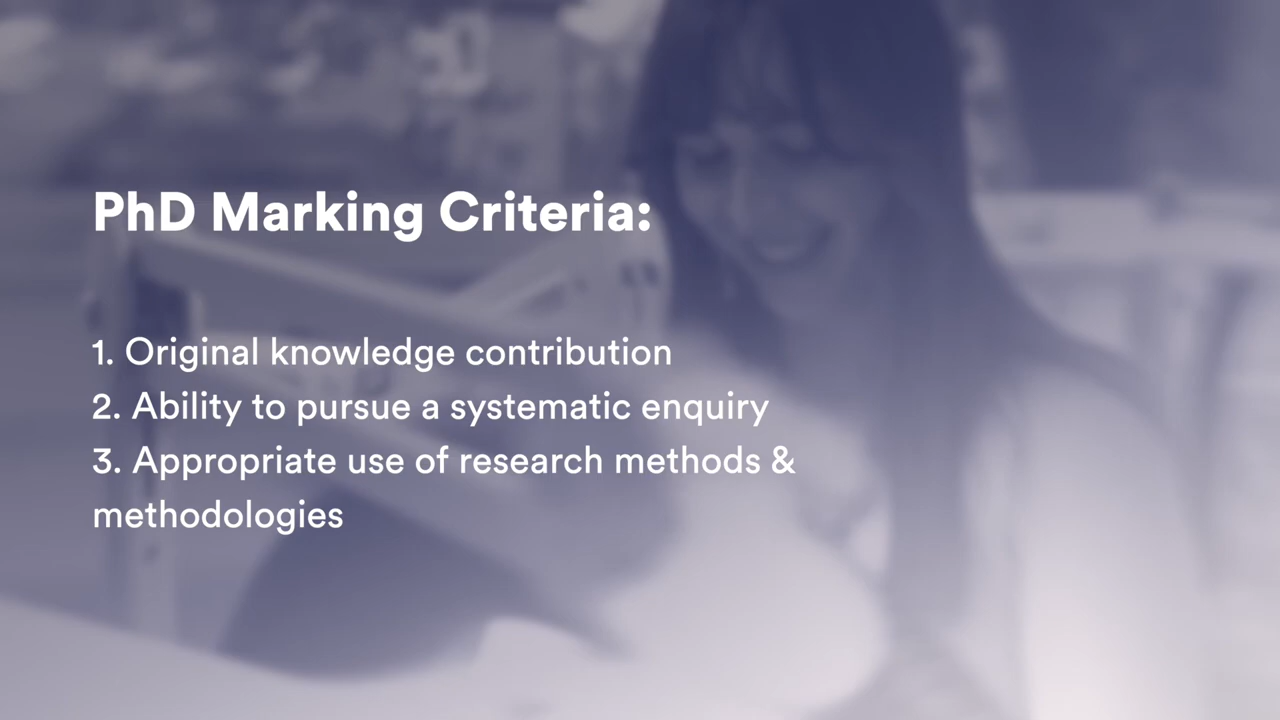 PhD Marking Criteria:
1. Original knowledge contribution
2. Ability to pursue a systematic enquiry
3. Appropriate use of research methods &
methodologies